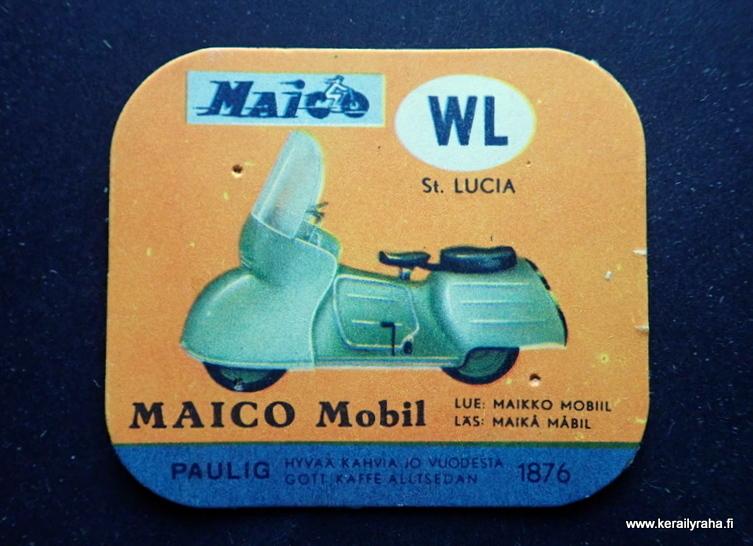 Maico
WL
St. LUCIA
MAICO Mobil
LUE: MAIKKO MOBIIL
LÄS: MAIKÅ MÅBIL
PAULIG HYVÄÄ KAHVIA JO VUODESTA 1876
GOTT KAFFE ALLTSEDAN
www.kerailyraha.fi